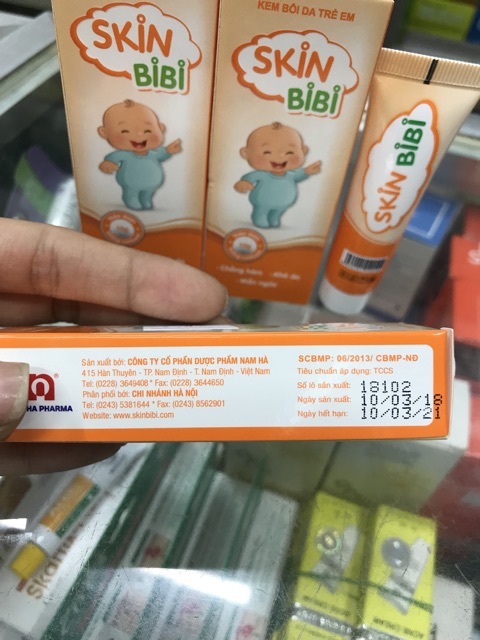 SKIN
BiBi
KEM BÔI DA TRẺ EM
SKIN
BiBi
SKIN BiBi
- Chống hăm - Khô da
- Mẩn ngứa
HA PHARMA
Sản xuất bởi: CÔNG TY CỔ PHẦN DƯỢC PHẨM NAM HÀ
415 Hàn Thuyên - TP. Nam Định - T. Nam Định - Việt Nam
Tel: (0228) 3649408 * Fax: (0228) 3644650
Phân phối bởi: CHI NHÁNH HÀ NỘI
Tel: (0243) 5381644 * Fax: (0243) 8562901
Website: www.skinbibi.com
SCBMP: 06/2013/ CBMP-NĐ
Tiêu chuẩn áp dụng: TCCS
Số lô sản xuất: 18102
Ngày sản xuất: 10/03/18
Ngày hết hạn: 10/03/21